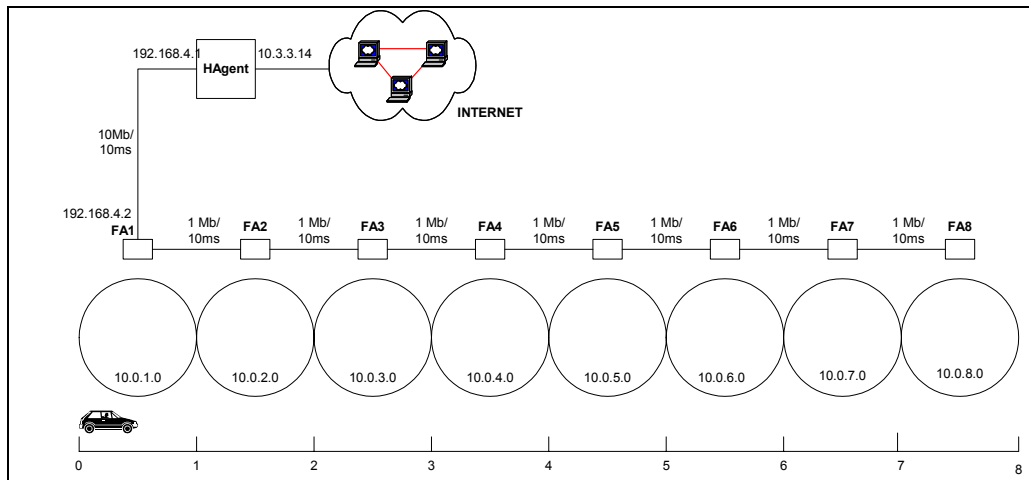 192.168.4.1
HAgent
10.3.3.14
INTERNET
10Mb/
10ms
192.168.4.2
FA1
1 Mb/
10ms
FA2
1 Mb/
10ms
FA3
1 Mb/
10ms
FA4
1 Mb/
10ms
FA5
1 Mb/
10ms
FA6
1 Mb/
10ms
FA7
1 Mb/
10ms
FA8
10.0.1.0
10.0.2.0
10.0.3.0
10.0.4.0
10.0.5.0
10.0.6.0
10.0.7.0
10.0.8.0
0 1 2 3 4 5 6 7 8